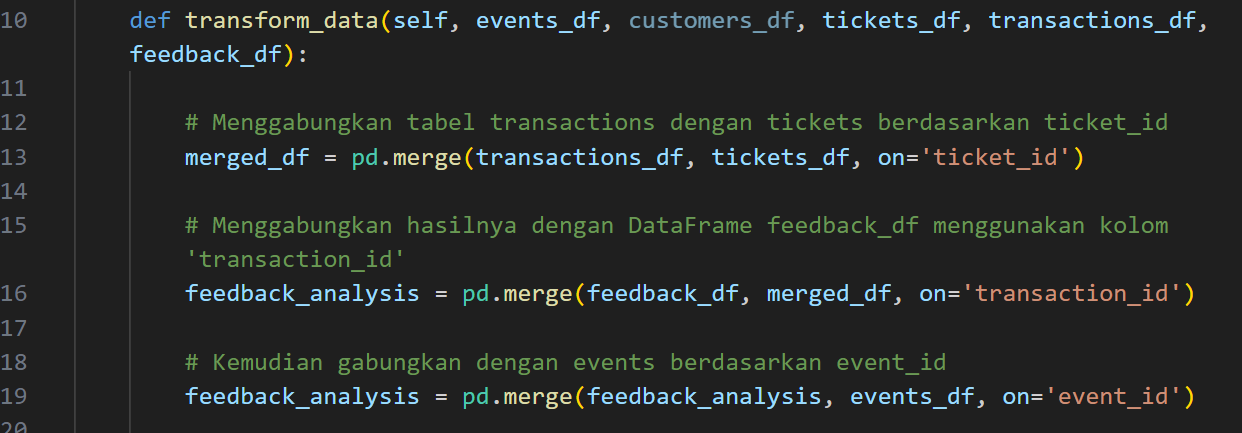 10 def transform_data(self, events_df, customers_df, tickets_df, transactions_df,
feedback_df):
11
12 # Menggabungkan tabel transactions dengan tickets berdasarkan ticket_id
13 merged_df = pd.merge(transactions_df, tickets_df, on='ticket_id')
14
15 # Menggabungkan hasilnya dengan DataFrame feedback_df menggunakan kolom
'transaction_id'
16 feedback_analysis = pd.merge(feedback_df, merged_df, on='transaction_id')
17
18 # Kemudian gabungkan dengan events berdasarkan event_id
19 feedback_analysis = pd.merge(feedback_analysis, events_df, on='event_id')
20